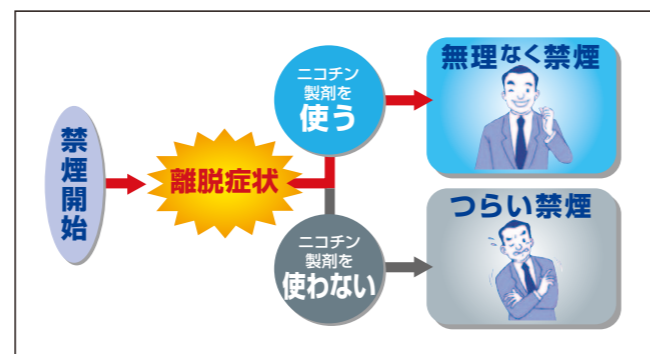 禁煙開始
離脱症状
ニコチン
製剤を
使う
無理なく禁煙
ニコチン
製剤を
使わない
つらい禁煙